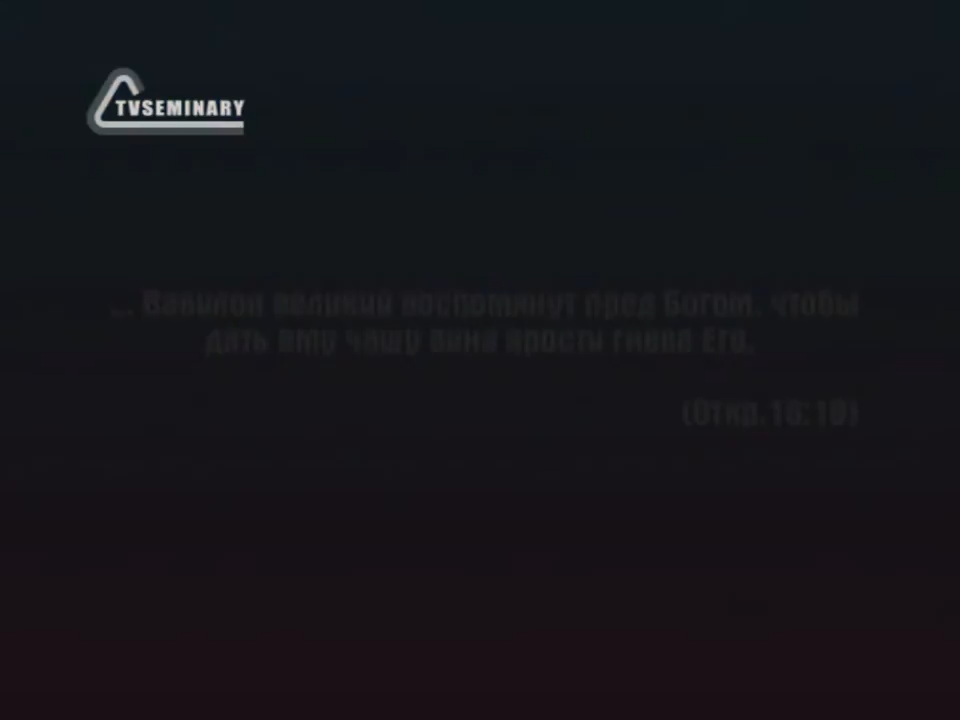 TVSEMINARY
... Вавилон великий воспомянут пред Богом, чтобы
дать ему чашу вина ярости гнева Его.
(Откр.16:19)